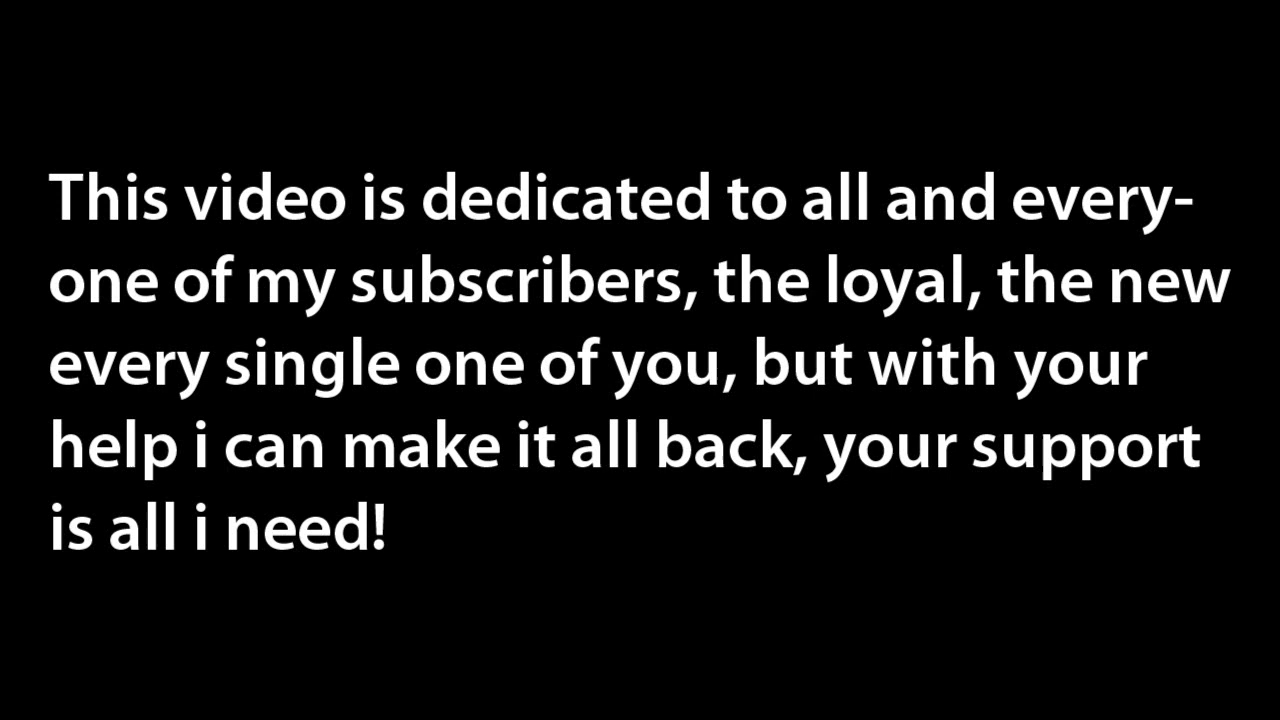 This video is dedicated to all and every-
one of my subscribers, the loyal, the new
every single one of you, but with your
help i can make it all back, your support
is all i need!